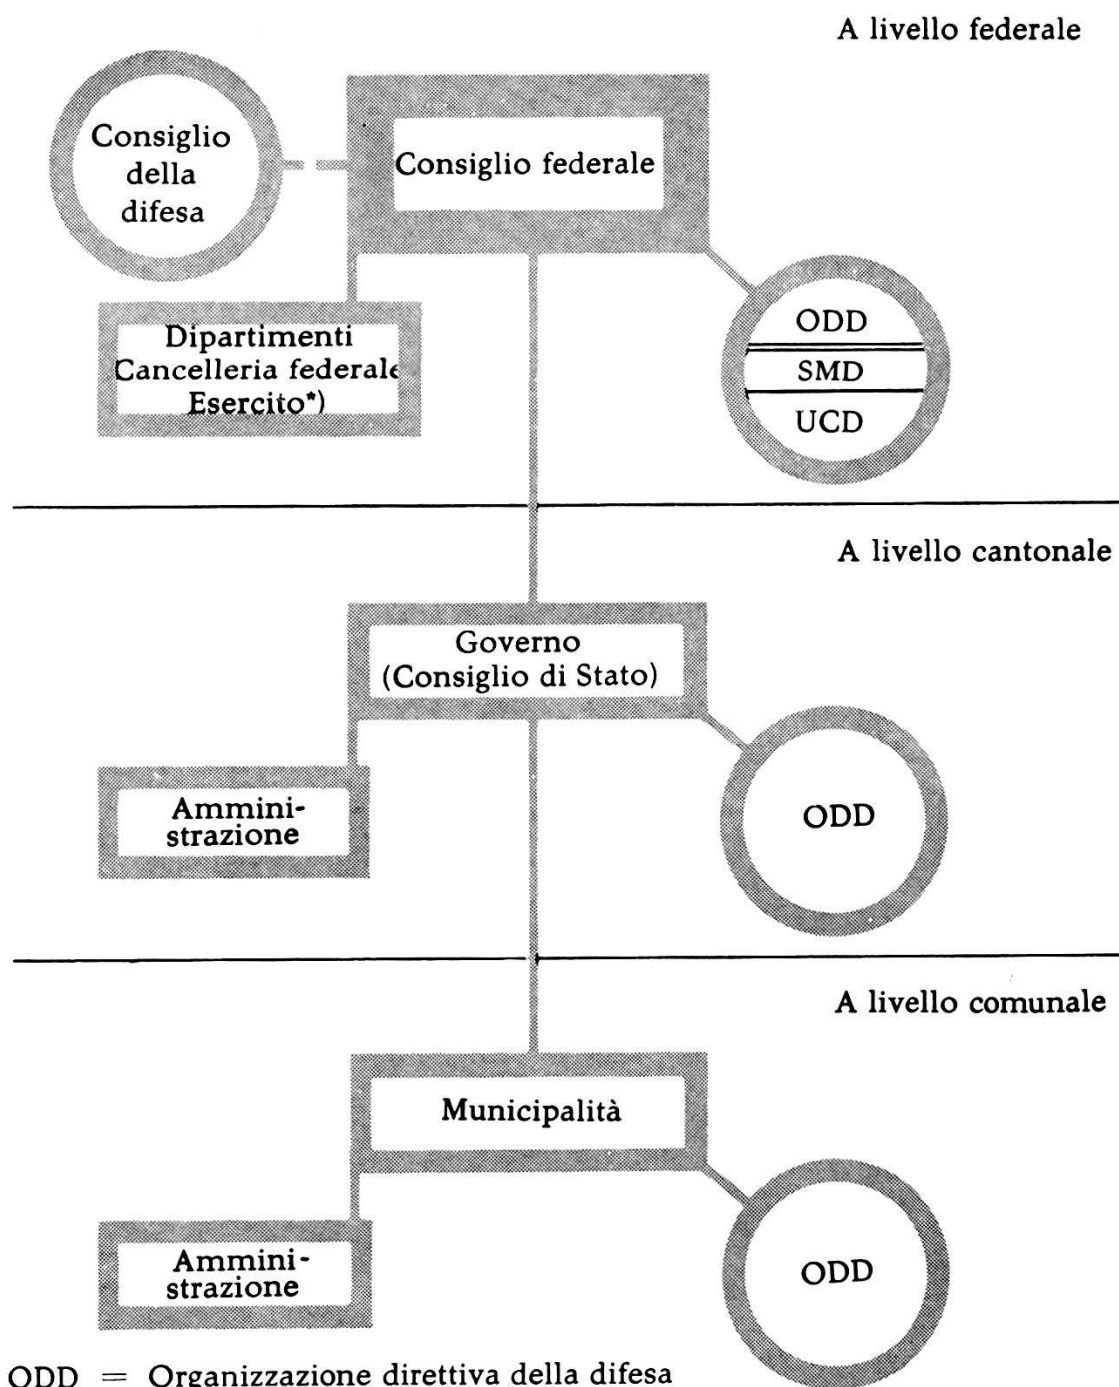 A livello federale
Consiglio
della
difesa
Consiglio federale
Dipartimenti
Cancelleria federale
Esercito*)
ODD
SMD
UCD
A livello cantonale
Governo
(Consiglio di Stato)
Ammini-
strazione
ODD
A livello comunale
Municipalità
Ammini-
strazione
ODD
ODD = Organizzazione direttiva della difesa